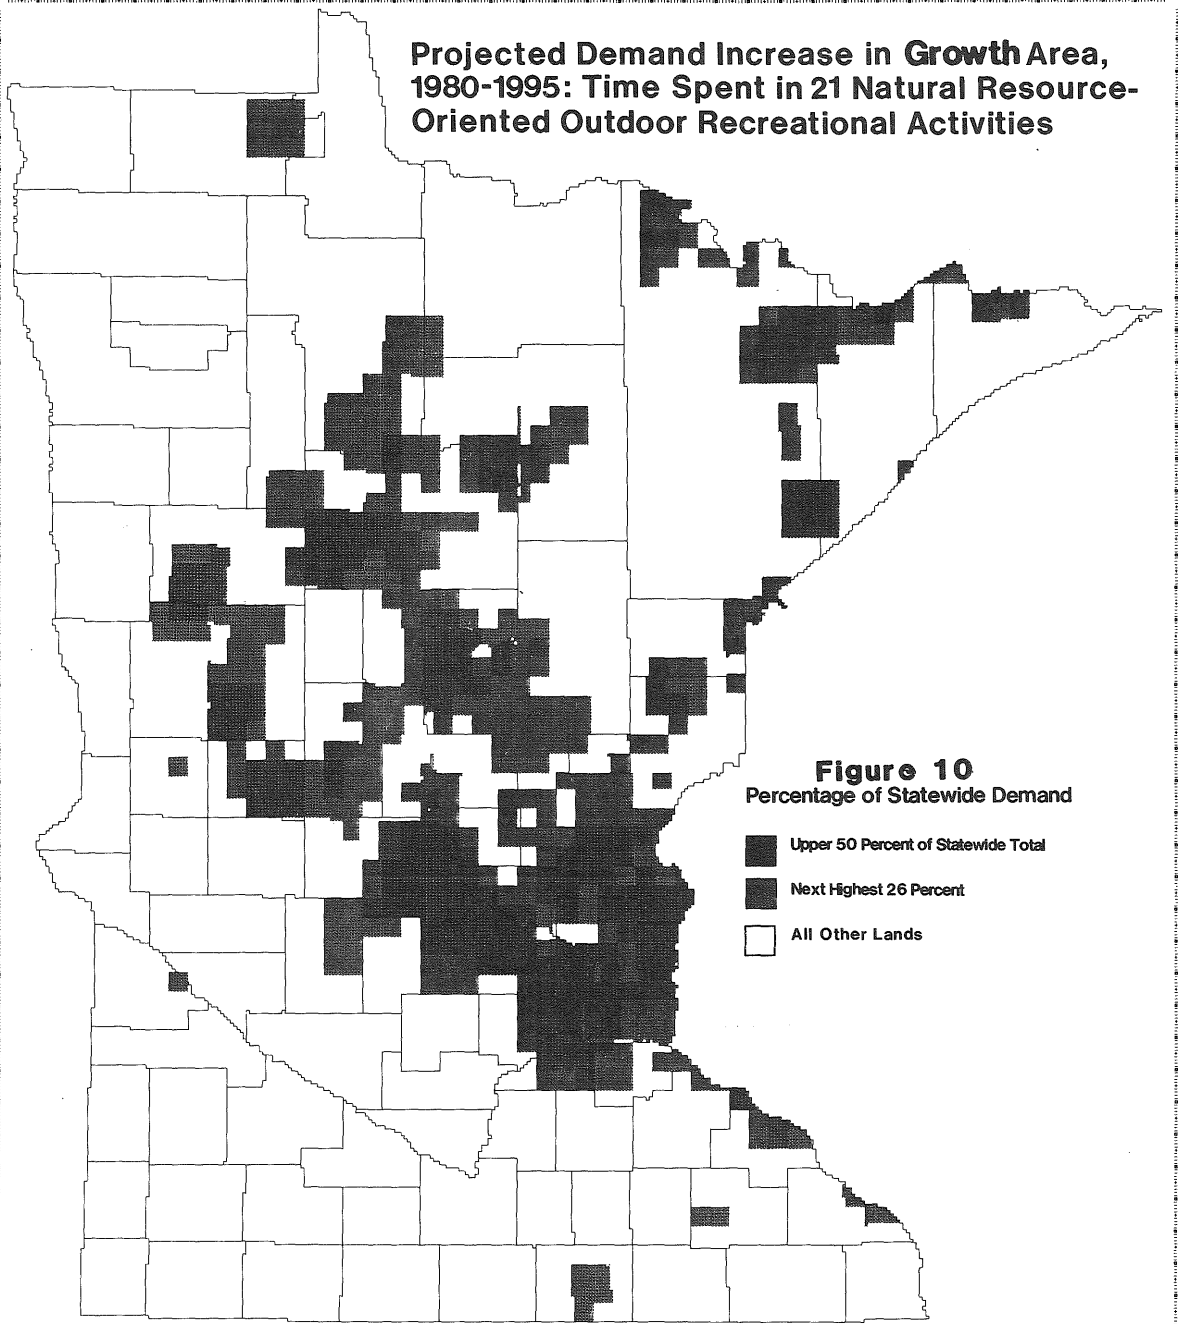 Projected Demand Increase in Growth Area,
1980-1995: Time Spent in 21 Natural Resource-
Oriented Outdoor Recreational Activities
Figure 10
Percentage of Statewide Demand
Upper 50 Percent of Statewide Total
Next Highest 26 Percent
All Other Lands